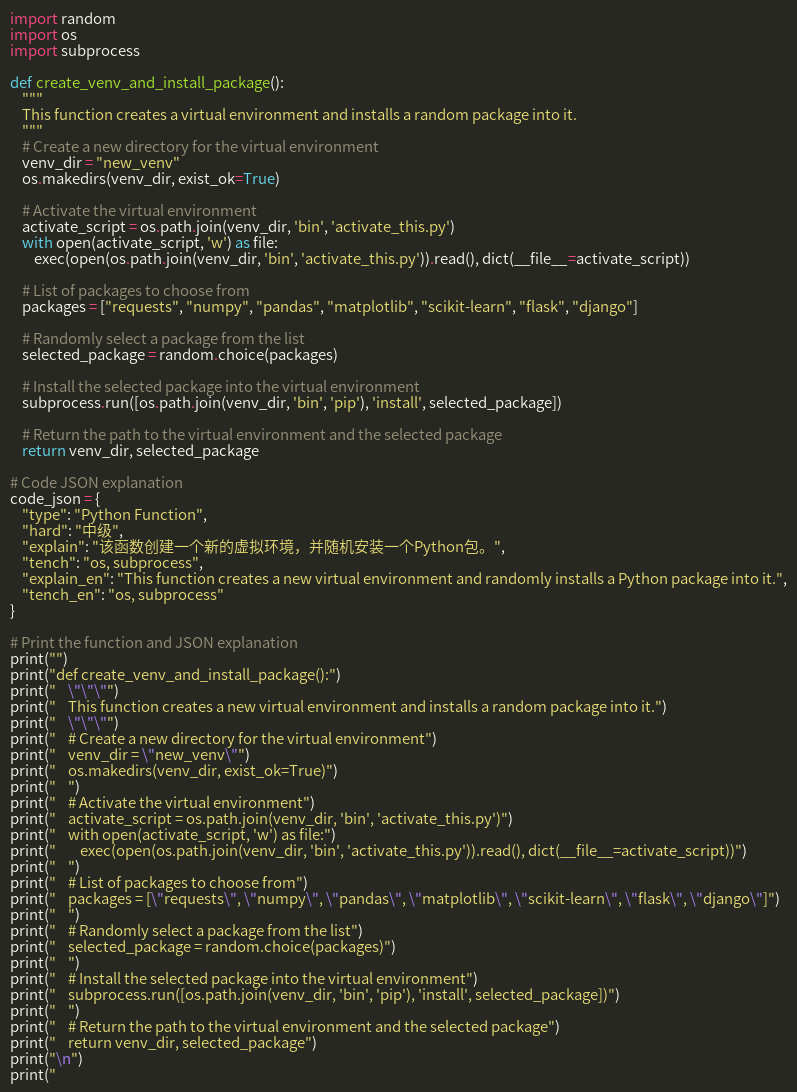 import random
import os
import subprocess

def create_venv_and_install_package():
    """
    This function creates a virtual environment and installs a random package into it.
    """
    # Create a new directory for the virtual environment
    venv_dir = "new_venv"
    os.makedirs(venv_dir, exist_ok=True)

    # Activate the virtual environment
    activate_script = os.path.join(venv_dir, 'bin', 'activate_this.py')
    with open(activate_script, 'w') as file:
        exec(open(os.path.join(venv_dir, 'bin', 'activate_this.py')).read(), dict(__file__=activate_script))

    # List of packages to choose from
    packages = ["requests", "numpy", "pandas", "matplotlib", "scikit-learn", "flask", "django"]

    # Randomly select a package from the list
    selected_package = random.choice(packages)

    # Install the selected package into the virtual environment
    subprocess.run([os.path.join(venv_dir, 'bin', 'pip'), 'install', selected_package])

    # Return the path to the virtual environment and the selected package
    return venv_dir, selected_package

# Code JSON explanation
code_json = {
    "type": "Python Function",
    "hard": "中级",
    "explain": "该函数创建一个新的虚拟环境，并随机安装一个Python包。",
    "tench": "os, subprocess",
    "explain_en": "This function creates a new virtual environment and randomly installs a Python package into it.",
    "tench_en": "os, subprocess"
}

# Print the function and JSON explanation
print("")
print("def create_venv_and_install_package():")
print("    \"\"\"")
print("    This function creates a new virtual environment and installs a random package into it.")
print("    \"\"\"")
print("    # Create a new directory for the virtual environment")
print("    venv_dir = \"new_venv\"")
print("    os.makedirs(venv_dir, exist_ok=True)")
print("    ")
print("    # Activate the virtual environment")
print("    activate_script = os.path.join(venv_dir, 'bin', 'activate_this.py')")
print("    with open(activate_script, 'w') as file:")
print("        exec(open(os.path.join(venv_dir, 'bin', 'activate_this.py')).read(), dict(__file__=activate_script))")
print("    ")
print("    # List of packages to choose from")
print("    packages = [\"requests\", \"numpy\", \"pandas\", \"matplotlib\", \"scikit-learn\", \"flask\", \"django\"]")
print("    ")
print("    # Randomly select a package from the list")
print("    selected_package = random.choice(packages)")
print("    ")
print("    # Install the selected package into the virtual environment")
print("    subprocess.run([os.path.join(venv_dir, 'bin', 'pip'), 'install', selected_package])")
print("    ")
print("    # Return the path to the virtual environment and the selected package")
print("    return venv_dir, selected_package")
print("\n")
print("